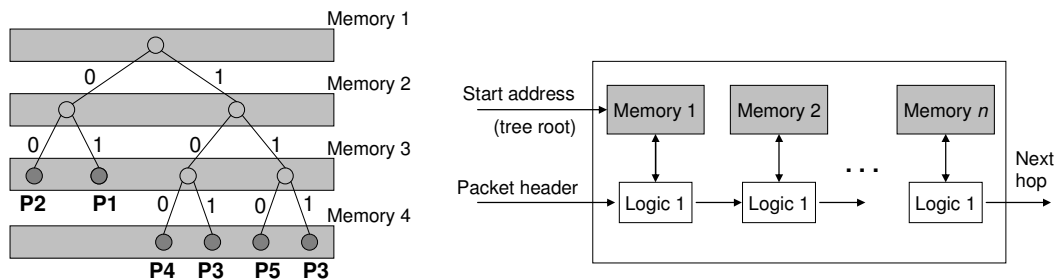 Memory 1
0 1
Memory 2
0 1 0 1
Memory 3
P2 P1
0 1 0 1
Memory 4
P4 P3 P5 P3
Start address
(tree root)
Memory 1 Memory 2 Memory n
. . .
Packet header
Logic 1 Logic 1 Logic 1
Next
hop